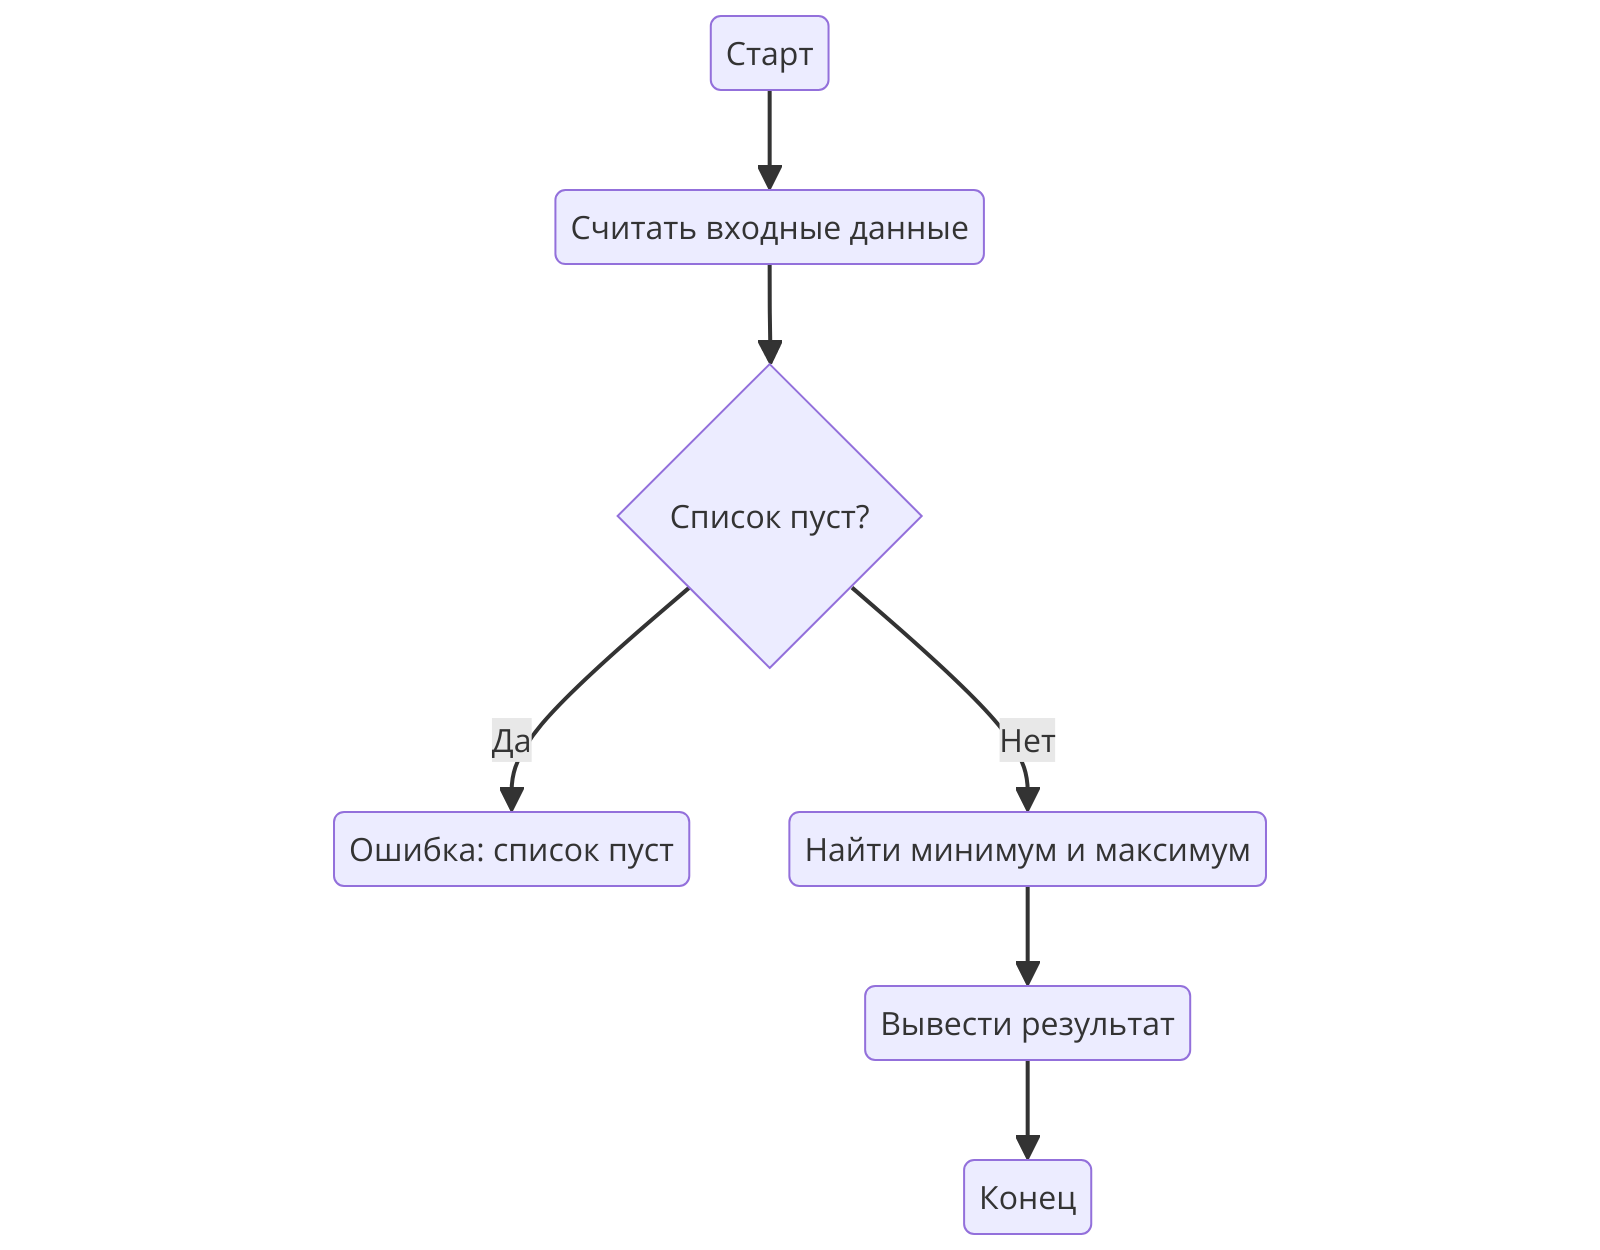 Старт
Считать входные данные
Список пуст?
Да
Нет
Ошибка: список пуст
Найти минимум и максимум
Вывести результат
Конец